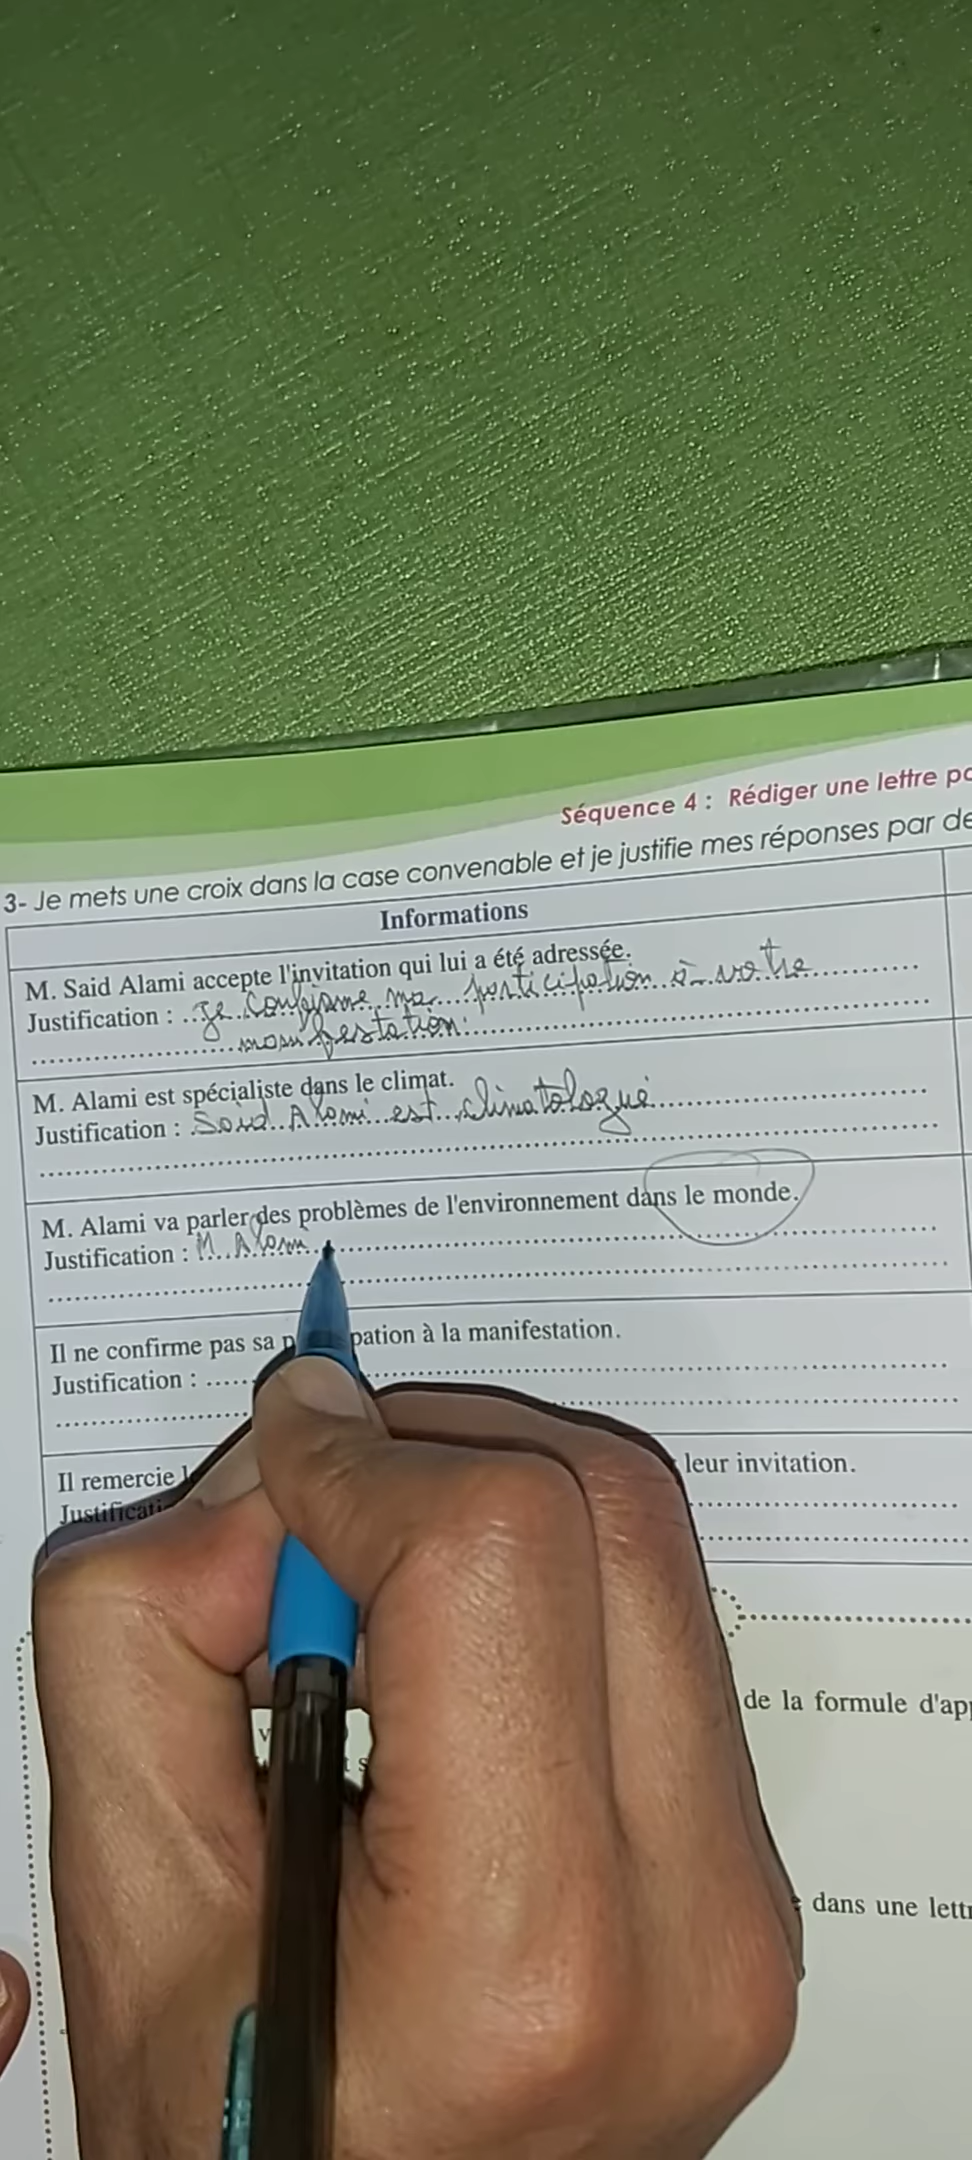 Séquence 4 : Rédiger une lettre
3- Je mets une croix dans la case convenable et je justifie mes réponses par
Informations
M. Said Alami accepte l'invitation qui lui a été adressée.
Justification : Je confirme ma participation à votre
manifestation.
M. Alami est spécialiste dans le climat.
Justification : Said Alami est climatologue
M. Alami va parler des problèmes de l'environnement dans le monde.
Justification : M. Alami
Il ne confirme pas sa pation à la manifestation.
Justification :
Il remercie leur invitation.
Justificati
de la formule d'app
dans une lettr